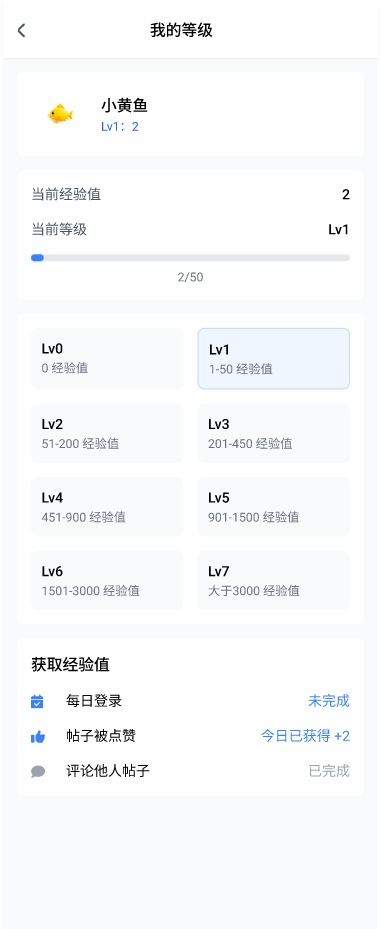 我的等级
小黄鱼
Lv1：2
当前经验值 2
当前等级 Lv1
2/50
Lv0
0 经验值
Lv1
1-50 经验值
Lv2
51-200 经验值
Lv3
201-450 经验值
Lv4
451-900 经验值
Lv5
901-1500 经验值
Lv6
1501-3000 经验值
Lv7
大于3000 经验值
获取经验值
每日登录 未完成
帖子被点赞 今日已获得 +2
评论他人帖子 已完成